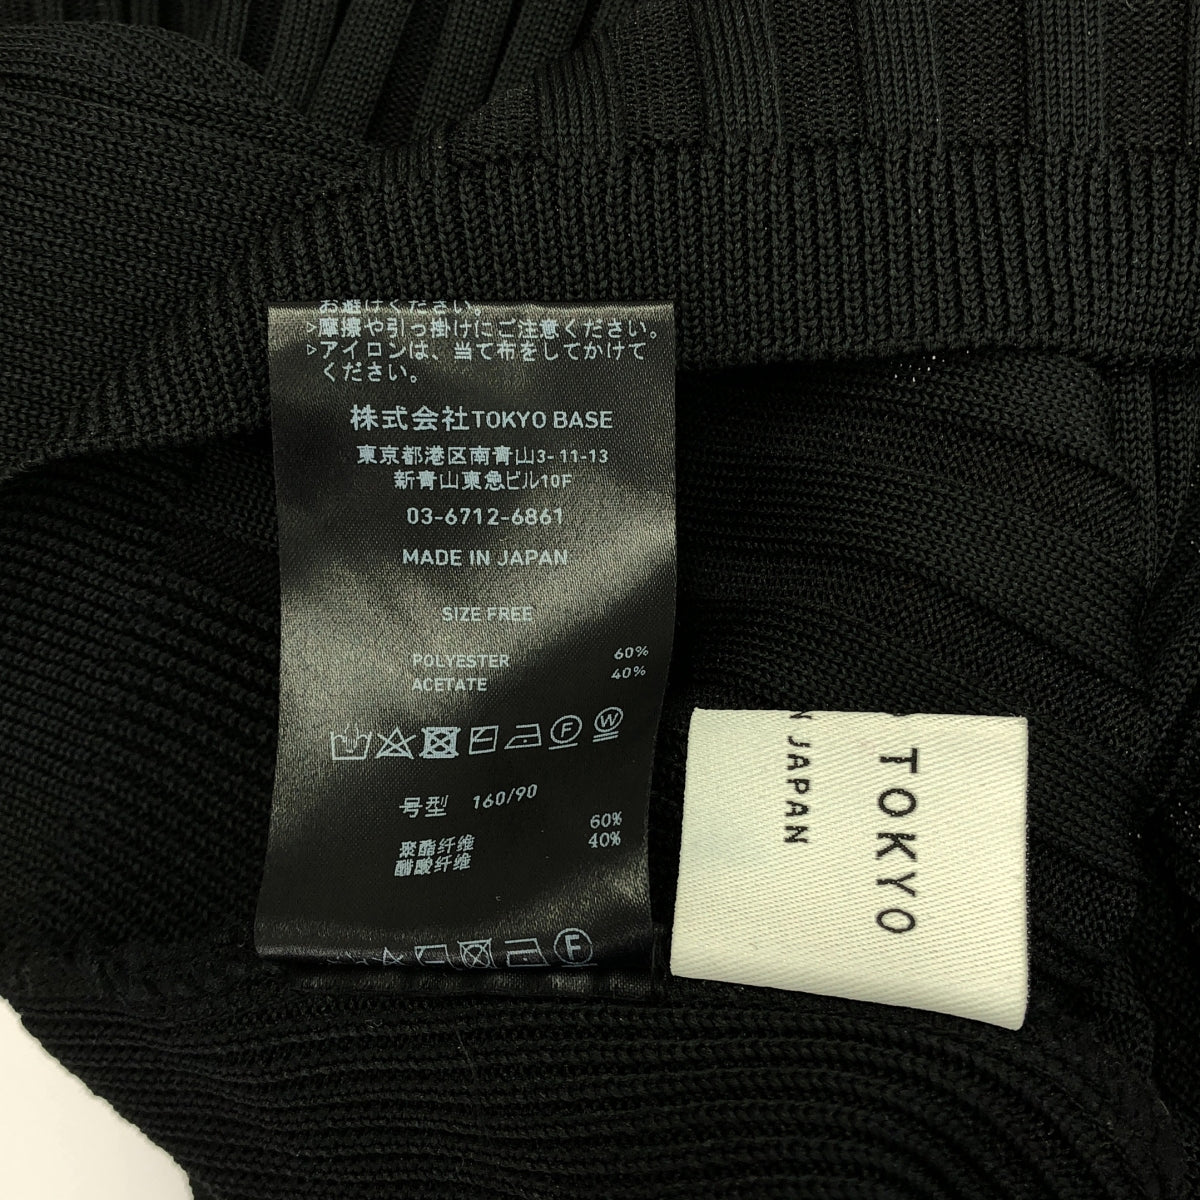 お避けください。
▷摩擦や引っ掛けにご注意ください。
▷アイロンは、当て布をしてかけて
ください。
株式会社TOKYO BASE
東京都港区南青山3-11-13
新青山東急ビル10F
03-6712-6861
MADE IN JAPAN
SIZE FREE
POLYESTER 60%
ACETATE 40%
F W
号型 160/90
聚酯纤维 60%
醋酸纤维 40%
F
TOKYO
N JAPAN